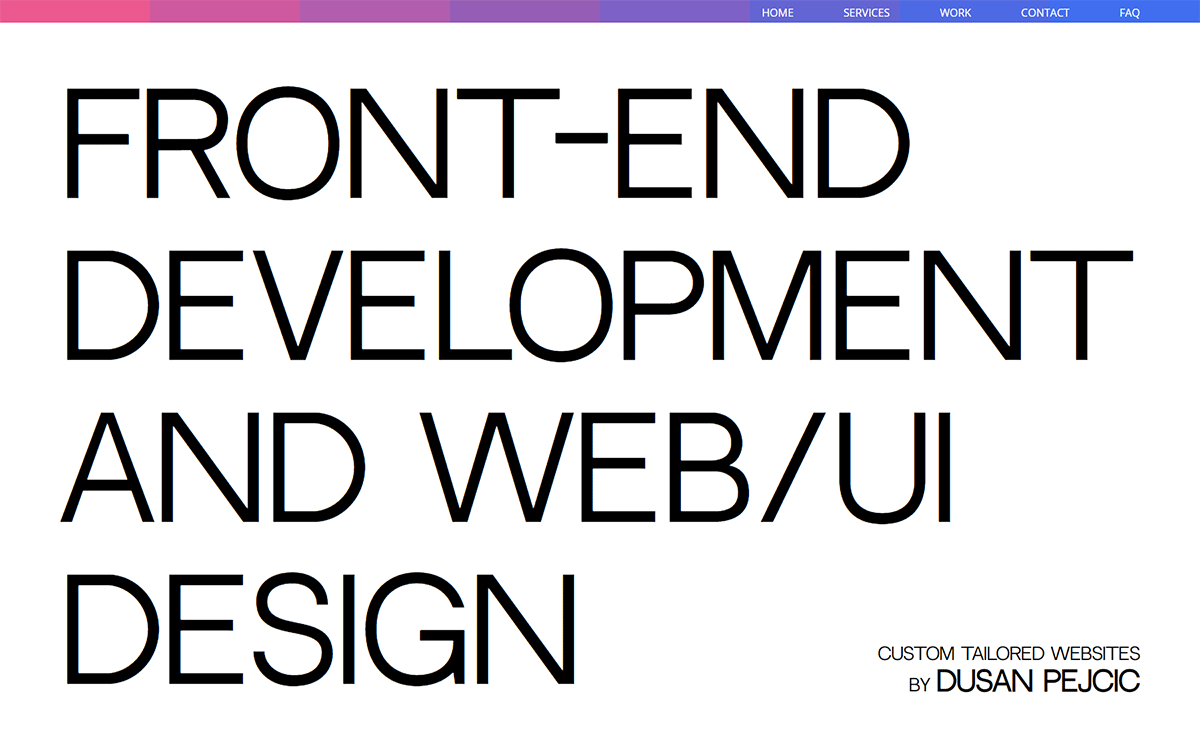 HOME SERVICES WORK CONTACT FAQ
FRONT-END
DEVELOPMENT
AND WEB/UI
DESIGN
CUSTOM TAILORED WEBSITES
BY DUSAN PEJCIC